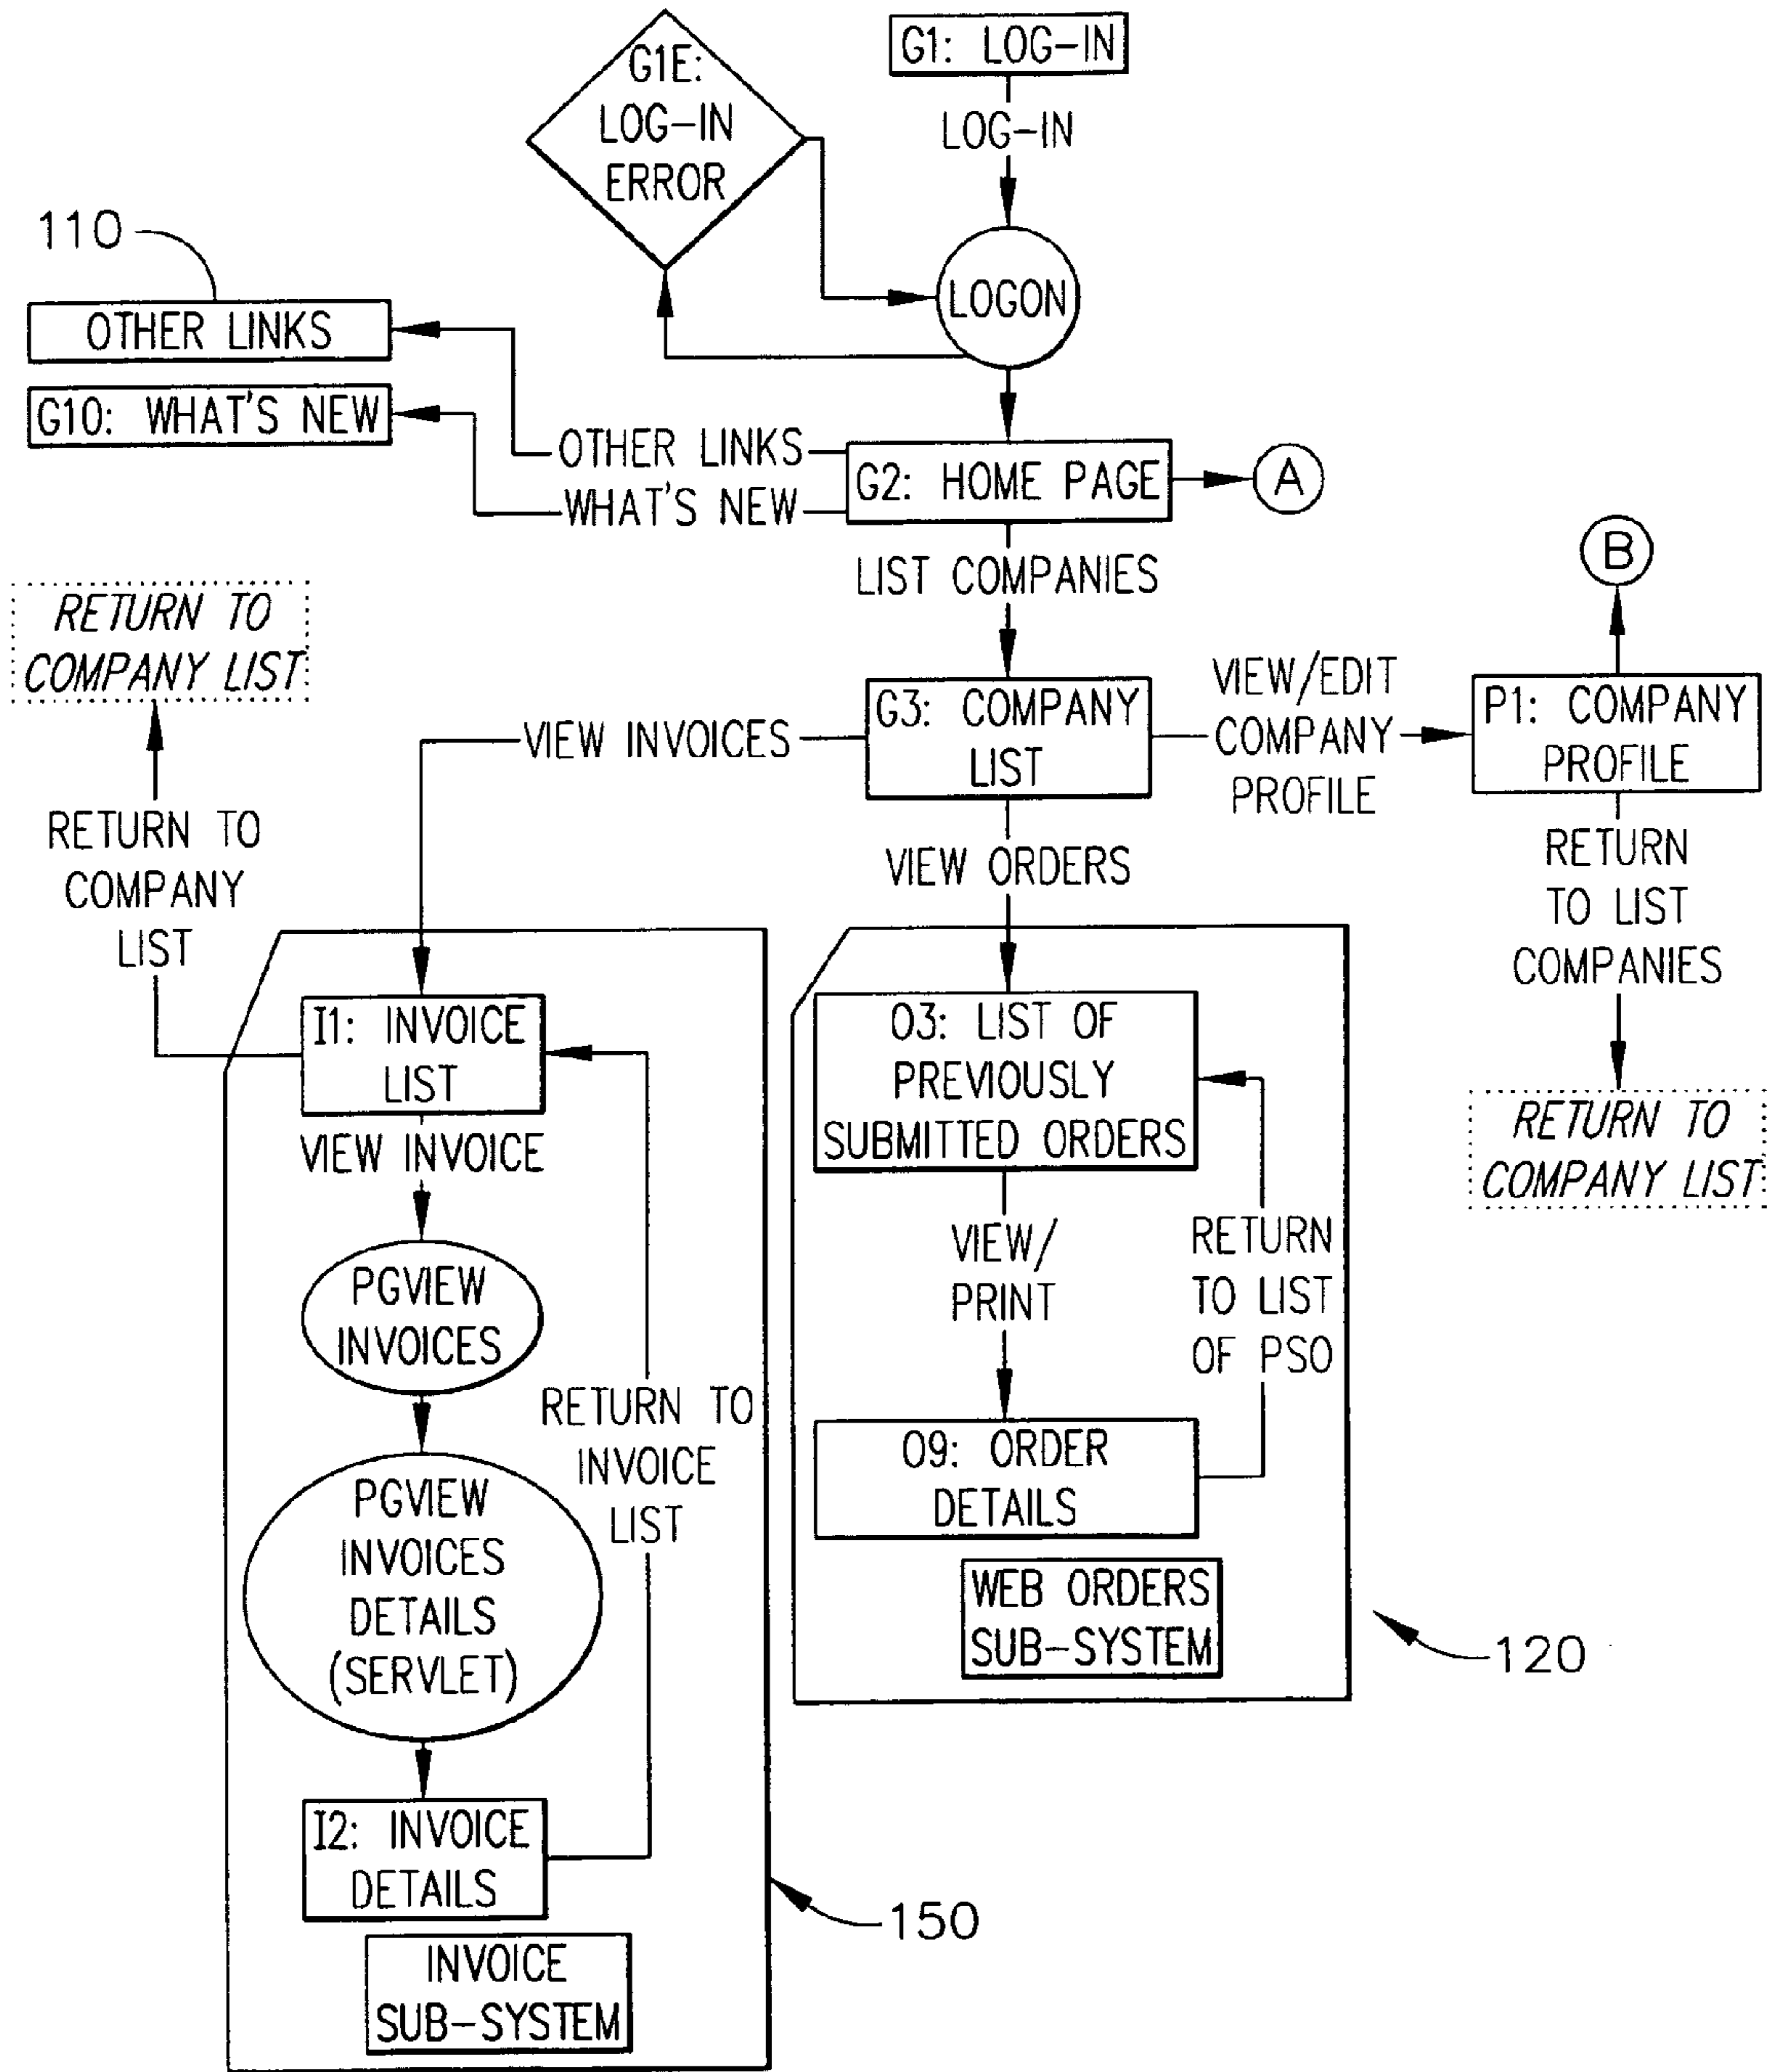 G1: LOG-IN
G1E:
LOG-IN
ERROR
LOG-IN
LOGON
110
OTHER LINKS
G10: WHAT'S NEW
OTHER LINKS
WHAT'S NEW
G2: HOME PAGE
A
LIST COMPANIES
B
RETURN TO
COMPANY LIST
VIEW INVOICES
G3: COMPANY
LIST
VIEW/EDIT
COMPANY
PROFILE
P1: COMPANY
PROFILE
RETURN TO
COMPANY
LIST
VIEW ORDERS
RETURN
TO LIST
COMPANIES
RETURN TO
COMPANY LIST
I1: INVOICE
LIST
VIEW INVOICE
PGVIEW
INVOICES
PGVIEW
INVOICES
DETAILS
(SERVLET)
RETURN TO
INVOICE
LIST
I2: INVOICE
DETAILS
INVOICE
SUB-SYSTEM
150
O3: LIST OF
PREVIOUSLY
SUBMITTED ORDERS
VIEW/
PRINT
RETURN
TO LIST
OF PSO
O9: ORDER
DETAILS
WEB ORDERS
SUB-SYSTEM
120